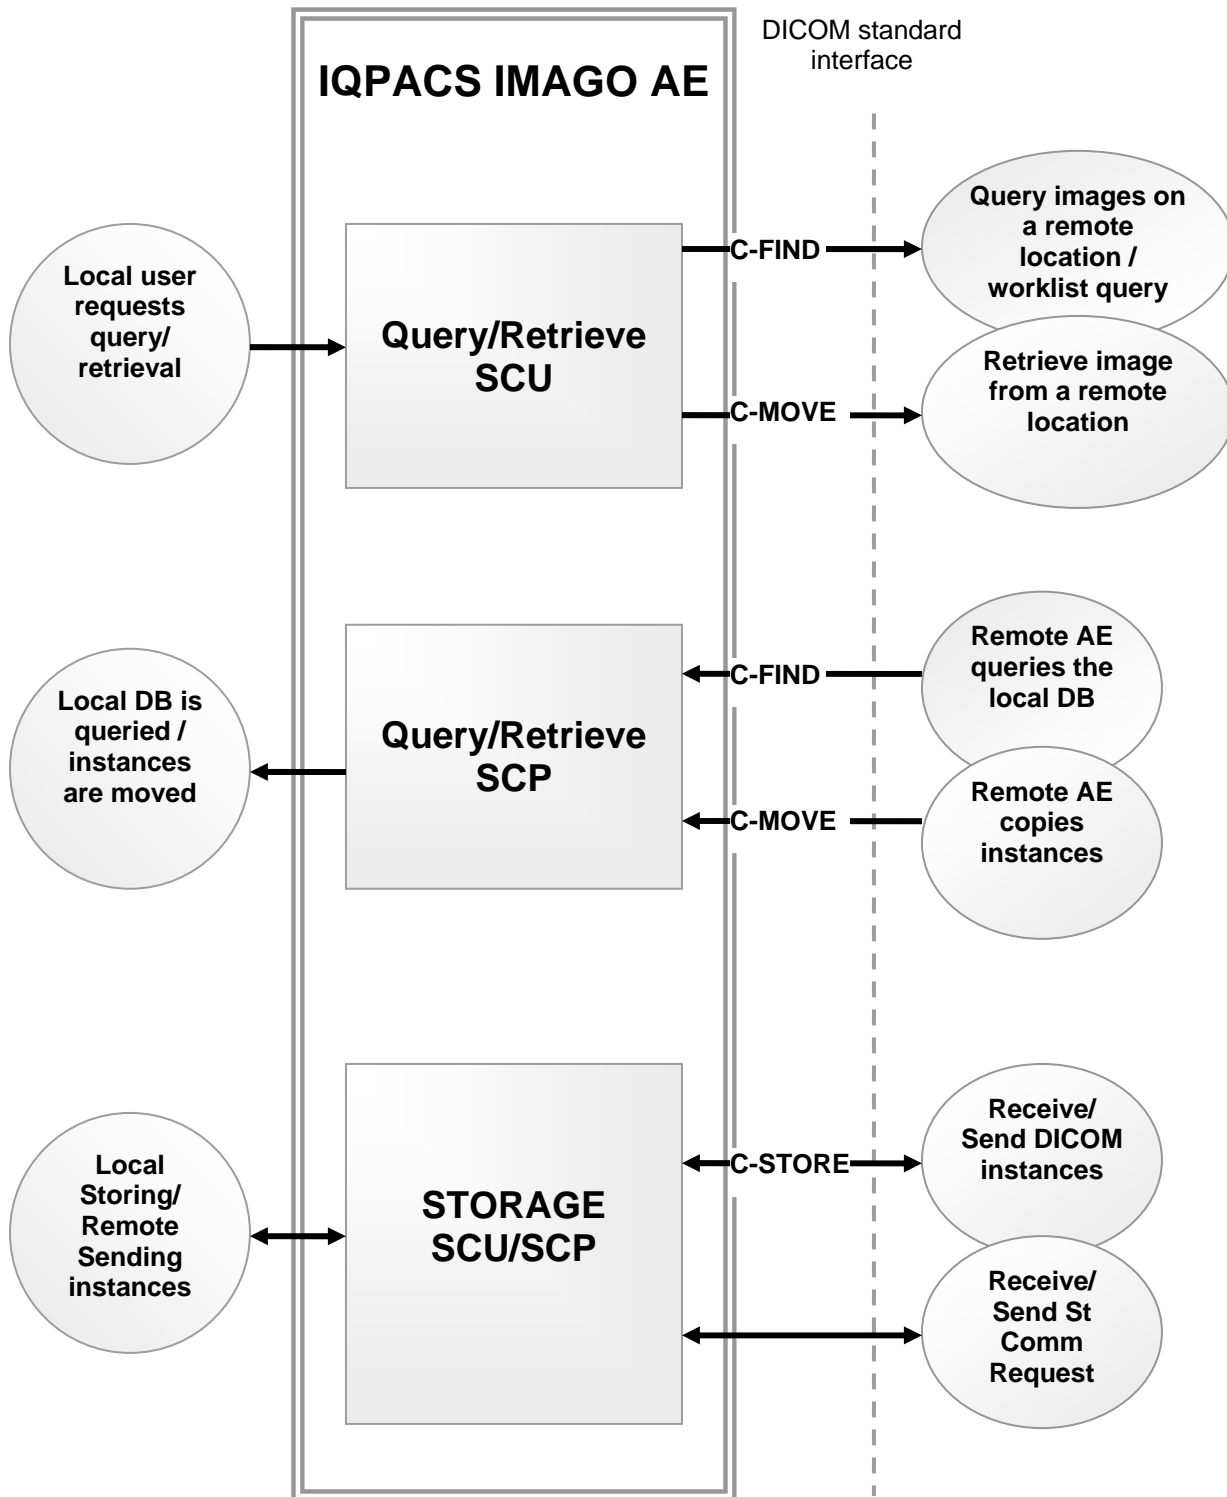 DICOM standard
interface
IQPACS IMAGO AE
Local user
requests
query/
retrieval
Query/Retrieve
SCU
C-FIND
C-MOVE
Query images on
a remote
location /
worklist query
Retrieve image
from a remote
location
Local DB is
queried /
instances
are moved
Query/Retrieve
SCP
C-FIND
C-MOVE
Remote AE
queries the
local DB
Remote AE
copies
instances
Local
Storing/
Remote
Sending
instances
STORAGE
SCU/SCP
C-STORE
Receive/
Send DICOM
instances
Receive/
Send St
Comm
Request